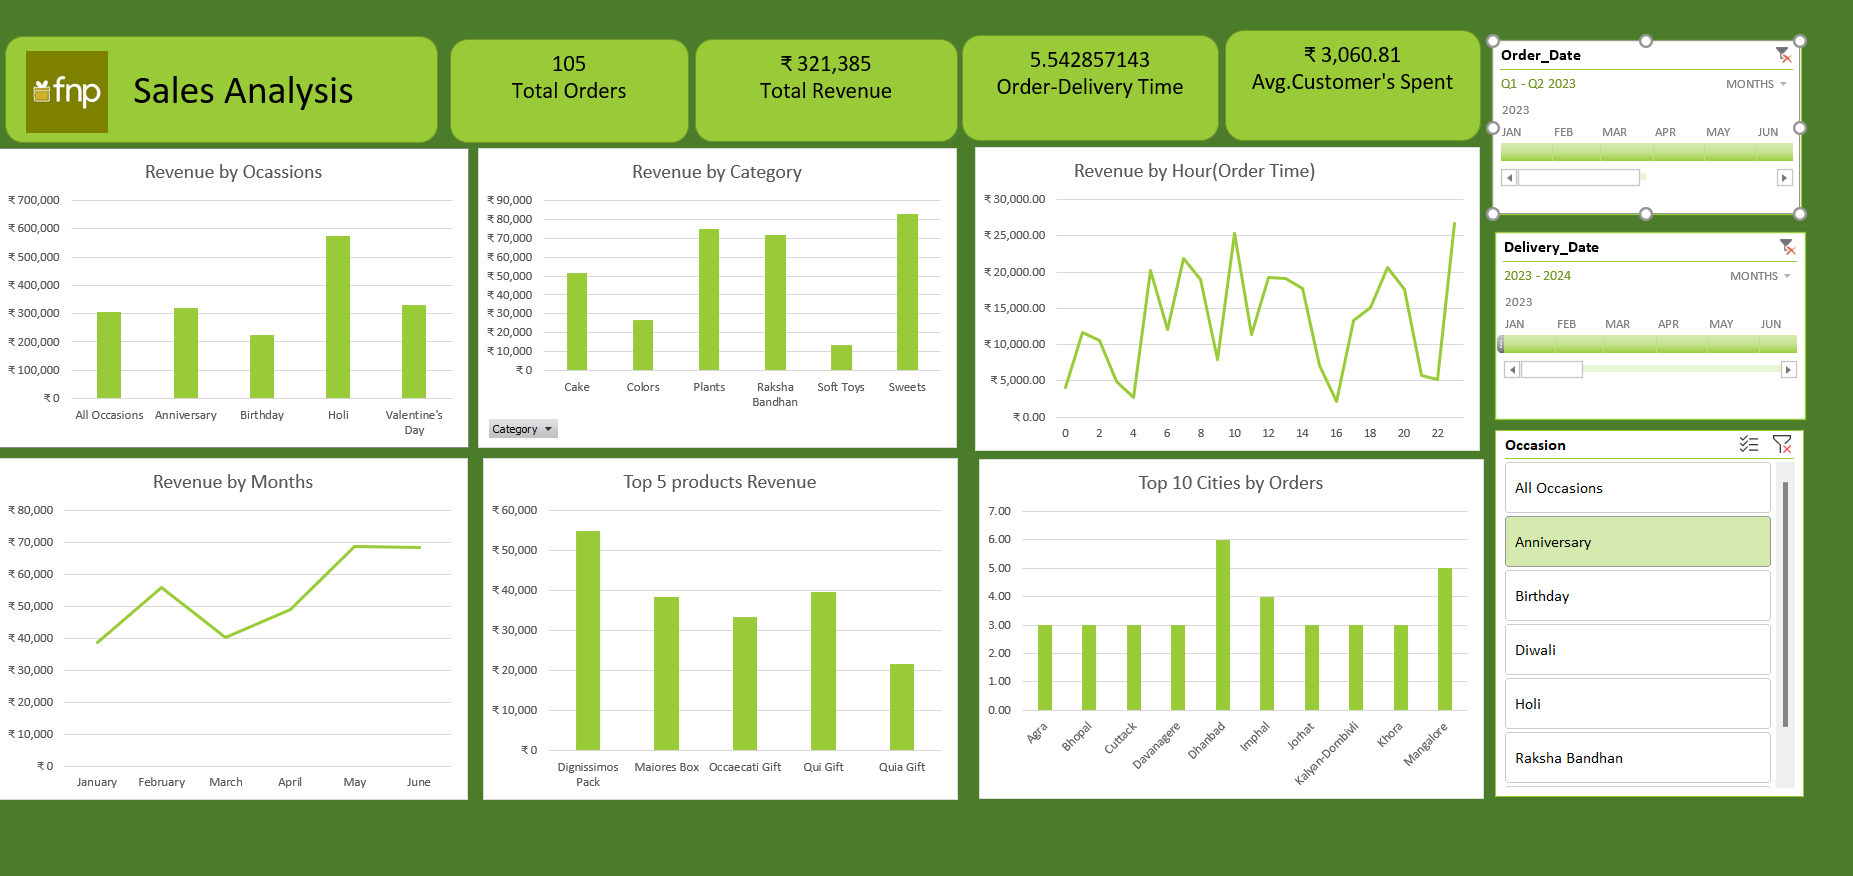 fnp
Sales Analysis
105
Total Orders
₹ 321,385
Total Revenue
5.542857143
Order-Delivery Time
₹ 3,060.81
Avg.Customer's Spent
Order_Date
Q1 - Q2 2023
MONTHS
2023
JAN FEB MAR APR MAY JUN
Delivery_Date
2023 - 2024
MONTHS
2023
JAN FEB MAR APR MAY JUN
Occasion
All Occasions
Anniversary
Birthday
Diwali
Holi
Raksha Bandhan
Revenue by Ocassions
₹ 700,000
₹ 600,000
₹ 500,000
₹ 400,000
₹ 300,000
₹ 200,000
₹ 100,000
₹ 0
All Occasions Anniversary Birthday Holi Valentine's
Day
Revenue by Category
₹ 90,000
₹ 80,000
₹ 70,000
₹ 60,000
₹ 50,000
₹ 40,000
₹ 30,000
₹ 20,000
₹ 10,000
₹ 0
Cake Colors Plants Raksha Soft Toys Sweets
Bandhan
Category
Revenue by Hour(Order Time)
₹ 30,000.00
₹ 25,000.00
₹ 20,000.00
₹ 15,000.00
₹ 10,000.00
₹ 5,000.00
₹ 0.00
0 2 4 6 8 10 12 14 16 18 20 22
Revenue by Months
₹ 80,000
₹ 70,000
₹ 60,000
₹ 50,000
₹ 40,000
₹ 30,000
₹ 20,000
₹ 10,000
₹ 0
January February March April May June
Top 5 products Revenue
₹ 60,000
₹ 50,000
₹ 40,000
₹ 30,000
₹ 20,000
₹ 10,000
₹ 0
Dignissimos Maiores Box Occaecati Gift Qui Gift Quia Gift
Pack
Top 10 Cities by Orders
7.00
6.00
5.00
4.00
3.00
2.00
1.00
0.00
Agra Bhopal Cuttack Davanagere Dhanbad Imphal Jorhat Kalyan-Dombivli Khora Mangalore